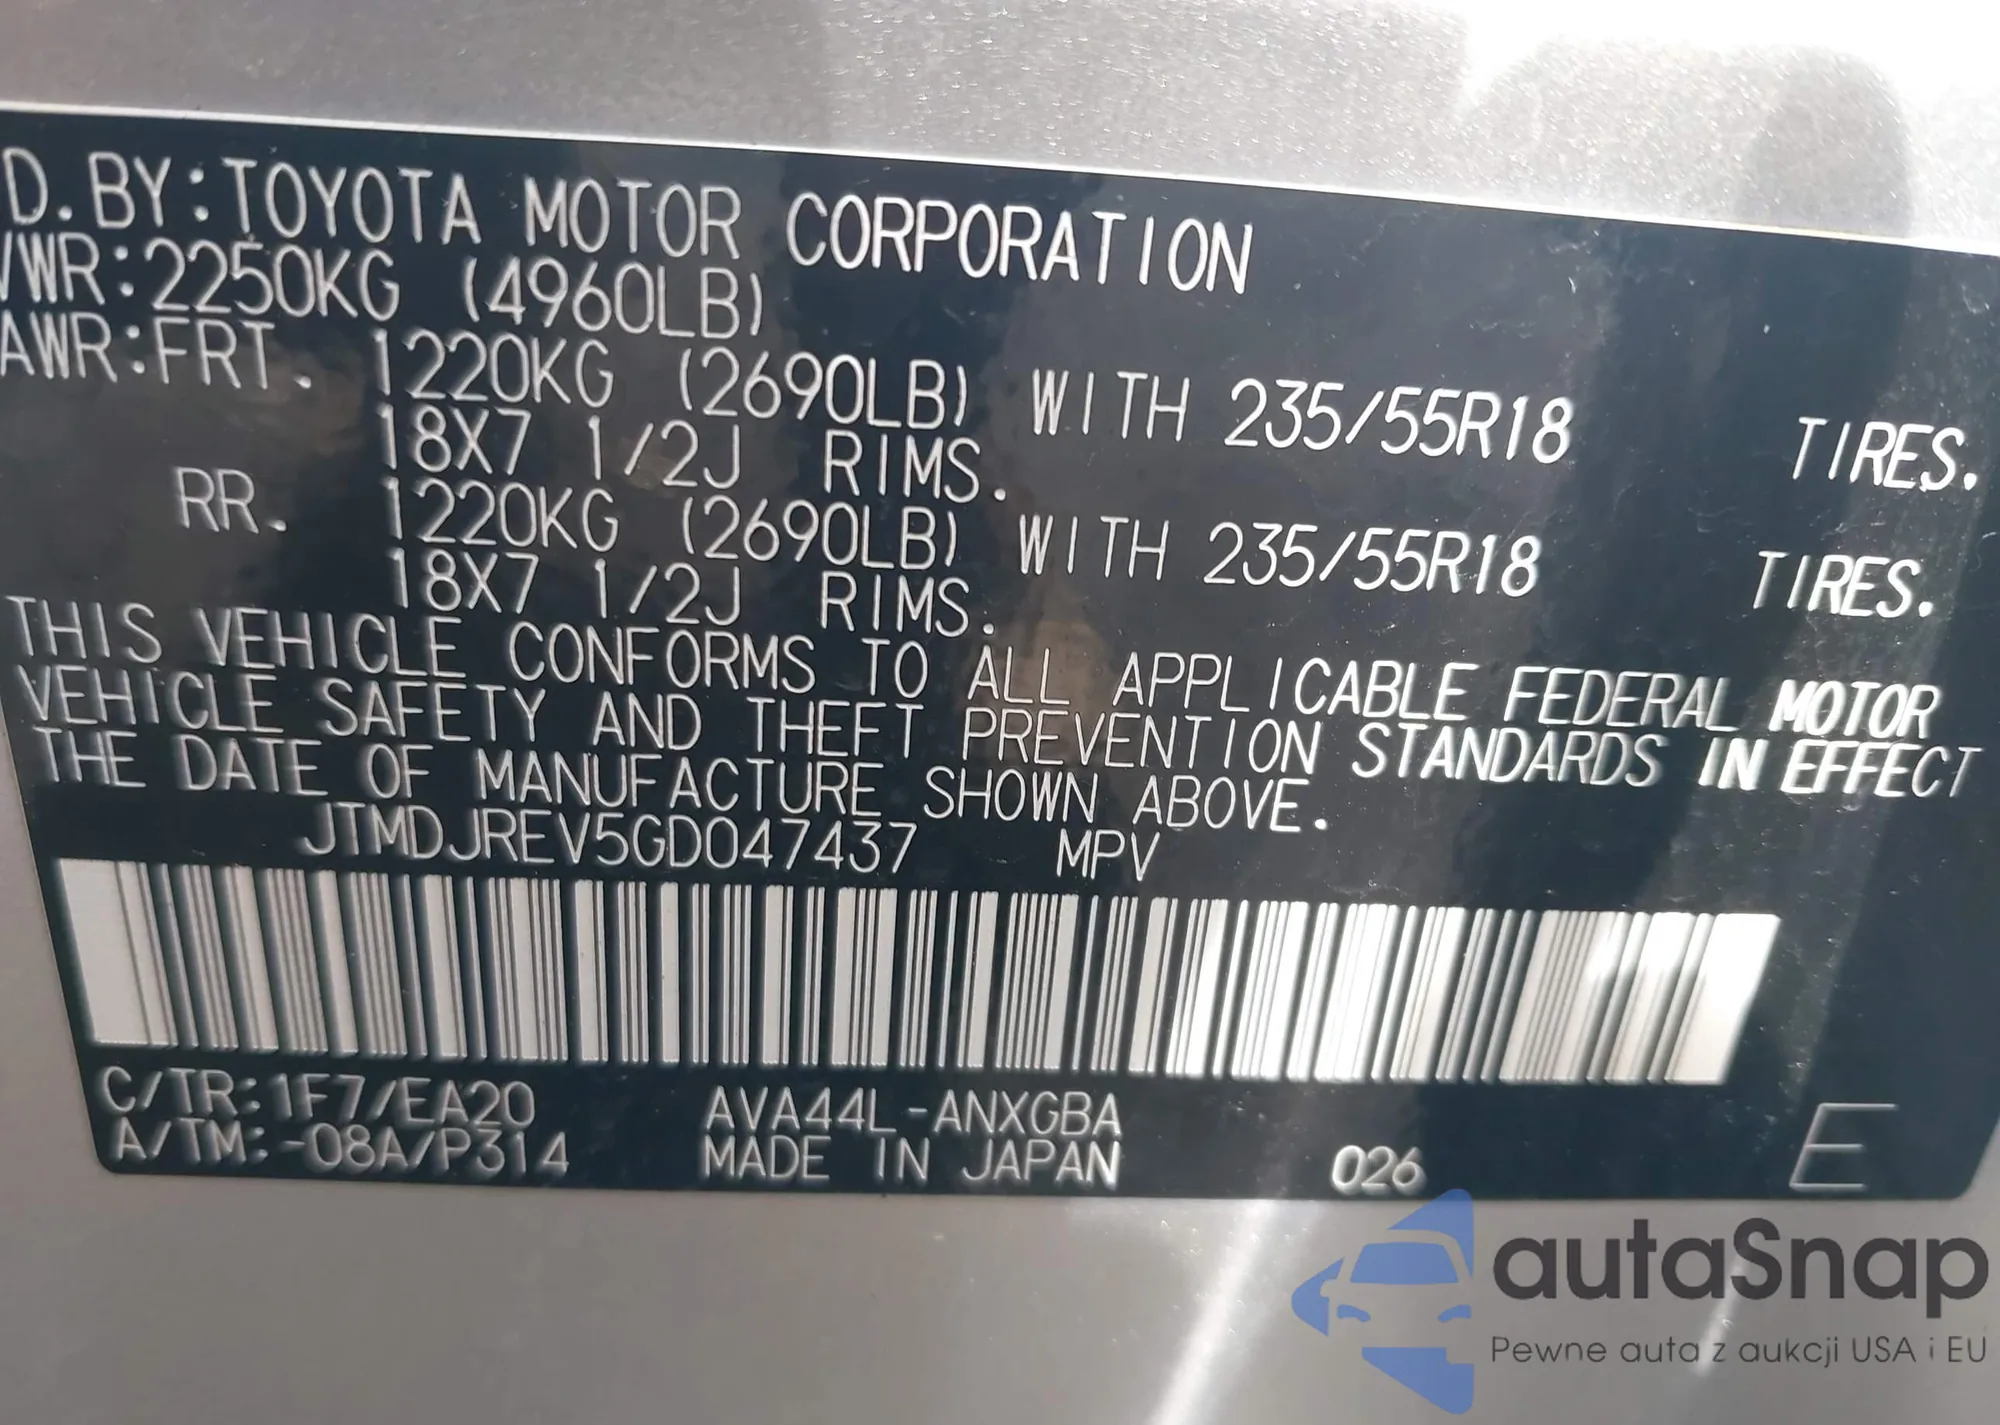 D.BY:TOYOTA MOTOR CORPORATION
VWR:2250KG (4960LB)
AWR:FRT. 1220KG (2690LB) WITH 235/55R18 TIRES.
18X7 1/2J RIMS.
RR. 1220KG (2690LB) WITH 235/55R18 TIRES.
18X7 1/2J RIMS.
THIS VEHICLE CONFORMS TO ALL APPLICABLE FEDERAL MOTOR
VEHICLE SAFETY AND THEFT PREVENTION STANDARDS IN EFFECT
THE DATE OF MANUFACTURE SHOWN ABOVE.
JTMDJREV5GD047437 MPV
C/TR:1F7/EA20 AVA44L-ANXGBA
A/TM:-08A/P314 MADE IN JAPAN 026 E
autaSnap
Pewne auta z aukcji USA i EU